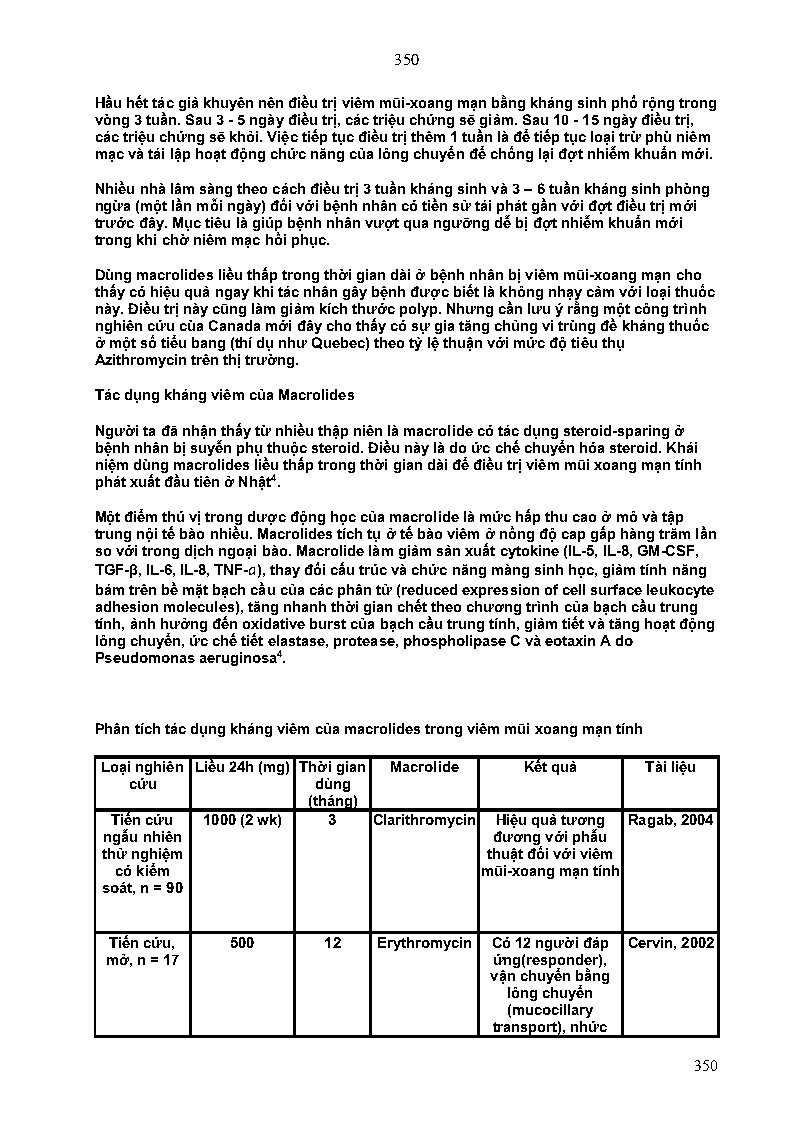 350
Hầu hết tác giả khuyên nên điều trị viêm mũi-xoang mạn bằng kháng sinh phổ rộng trong
vòng 3 tuần. Sau 3 - 5 ngày điều trị, các triệu chứng sẽ giảm. Sau 10 - 15 ngày điều trị,
các triệu chứng sẽ khỏi. Việc tiếp tục điều trị thêm 1 tuần là để tiếp tục loại trừ phù niêm
mạc và tái lập hoạt động chức năng của lông chuyển để chống lại đợt nhiễm khuẩn mới.
Nhiều nhà lâm sàng theo cách điều trị 3 tuần kháng sinh và 3 – 6 tuần kháng sinh phòng
ngừa (một lần mỗi ngày) đối với bệnh nhân có tiền sử tái phát gần với đợt điều trị mới
trước đây. Mục tiêu là giúp bệnh nhân vượt qua ngưỡng dễ bị đợt nhiễm khuẩn mới
trong khi chờ niêm mạc hồi phục.
Dùng macrolides liều thấp trong thời gian dài ở bệnh nhân bị viêm mũi-xoang mạn cho
thấy có hiệu quả ngay khi tác nhân gây bệnh được biết là không nhạy cảm với loại thuốc
này. Điều trị này cũng làm giảm kích thước polyp. Nhưng cần lưu ý rằng một công trình
nghiên cứu của Canada mới đây cho thấy có sự gia tăng chủng vi trùng đề kháng thuốc
ở một số tiểu bang (thí dụ như Quebec) theo tỷ lệ thuận với mức độ tiêu thụ
Azithromycin trên thị trường.
Tác dụng kháng viêm của Macrolides
Người ta đã nhận thấy từ nhiều thập niên là macrolide có tác dụng steroid-sparing ở
bệnh nhân bị suyễn phụ thuộc steroid. Điều này là do ức chế chuyển hóa steroid. Khái
niệm dùng macrolides liều thấp trong thời gian dài để điều trị viêm mũi xoang mạn tính
phát xuất đầu tiên ở Nhật⁴.
Một điểm thú vị trong dược động học của macrolide là mức hấp thu cao ở mô và tập
trung nội tế bào nhiều. Macrolides tích tụ ở tế bào viêm ở nồng độ cap gấp hàng trăm lần
so với trong dịch ngoại bào. Macrolide làm giảm sản xuất cytokine (IL-5, IL-8, GM-CSF,
TGF-β, IL-6, IL-8, TNF-α), thay đổi cấu trúc và chức năng màng sinh học, giảm tính năng
bám trên bề mặt bạch cầu của các phân tử (reduced expression of cell surface leukocyte
adhesion molecules), tăng nhanh thời gian chết theo chương trình của bạch cầu trung
tính, ảnh hưởng đến oxidative burst của bạch cầu trung tính, giảm tiết và tăng hoạt động
lông chuyển, ức chế tiết elastase, protease, phospholipase C và eotaxin A do
Pseudomonas aeruginosa⁴.
Phân tích tác dụng kháng viêm của macrolides trong viêm mũi xoang mạn tính
Loại nghiên Liều 24h (mg) Thời gian Macrolide Kết quả Tài liệu
cứu dùng
(tháng)
Tiến cứu 1000 (2 wk) 3 Clarithromycin Hiệu quả tương Ragab, 2004
ngẫu nhiên đương với phẫu
thử nghiệm thuật đối với viêm
có kiểm mũi-xoang mạn tính
soát, n = 90
Tiến cứu, 500 12 Erythromycin Có 12 người đáp Cervin, 2002
mở, n = 17 ứng(responder),
vận chuyển bằng
lông chuyển
(mucocillary
transport), nhức
350